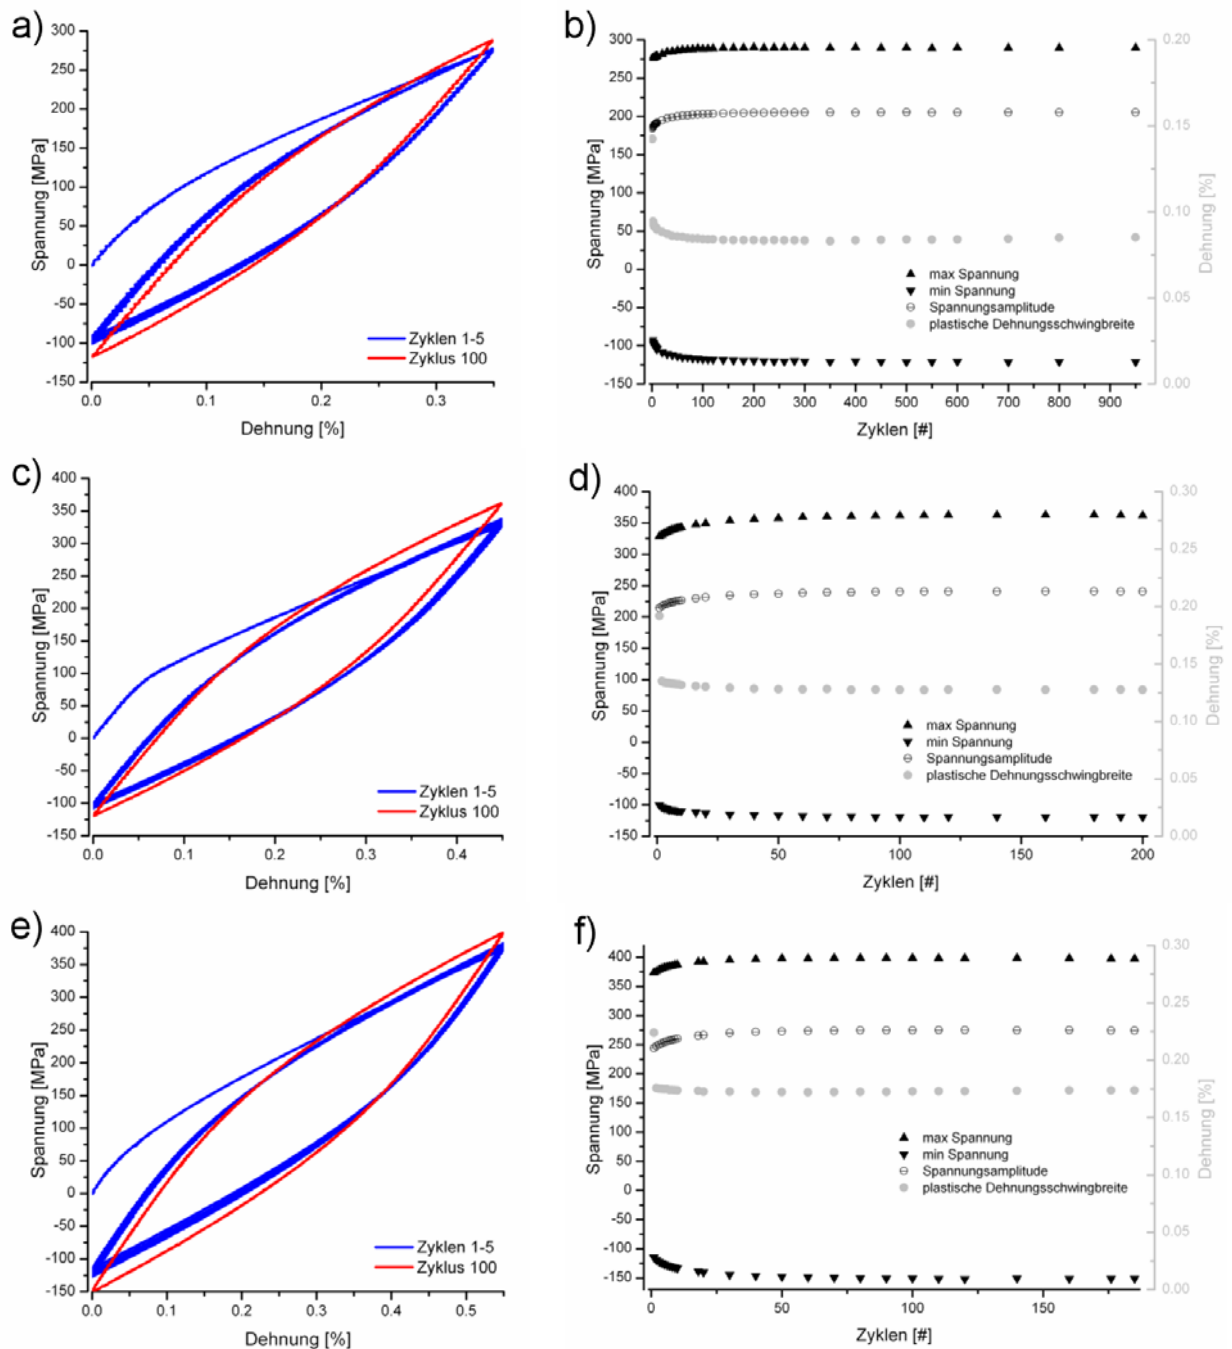 a)
Spannung [MPa]
300
250
200
150
100
50
0
-50
-100
-150
0.0 0.1 0.2 0.3
Dehnung [%]
Zyklen 1-5
Zyklus 100
b)
Spannung [MPa]
300
250
200
150
100
50
0
-50
-100
-150
0 100 200 300 400 500 600 700 800 900
Zyklen [#]
0.20
0.15
0.10
0.05
0.00
Dehnung [%]
max Spannung
min Spannung
Spannungsamplitude
plastische Dehnungsschwingbreite
c)
Spannung [MPa]
400
350
300
250
200
150
100
50
0
-50
-100
-150
0.0 0.1 0.2 0.3 0.4
Dehnung [%]
Zyklen 1-5
Zyklus 100
d)
Spannung [MPa]
400
350
300
250
200
150
100
50
0
-50
-100
-150
0 50 100 150 200
Zyklen [#]
0.30
0.25
0.20
0.15
0.10
0.05
0.00
Dehnung [%]
max Spannung
min Spannung
Spannungsamplitude
plastische Dehnungsschwingbreite
e)
Spannung [MPa]
400
350
300
250
200
150
100
50
0
-50
-100
-150
0.0 0.1 0.2 0.3 0.4 0.5
Dehnung [%]
Zyklen 1-5
Zyklus 100
f)
Spannung [MPa]
400
350
300
250
200
150
100
50
0
-50
-100
-150
0 50 100 150
Zyklen [#]
0.30
0.25
0.20
0.15
0.10
0.05
0.00
Dehnung [%]
max Spannung
min Spannung
Spannungsamplitude
plastische Dehnungsschwingbreite